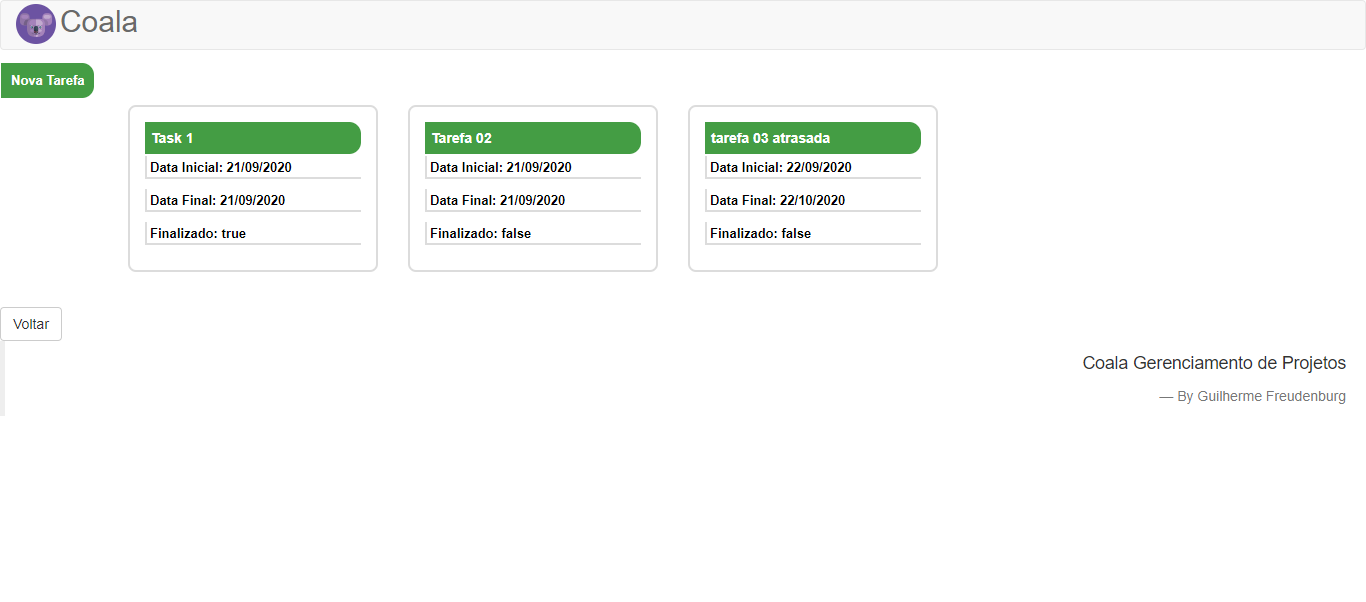 Coala
Nova Tarefa
Task 1
Data Inicial: 21/09/2020
Data Final: 21/09/2020
Finalizado: true
Tarefa 02
Data Inicial: 21/09/2020
Data Final: 21/09/2020
Finalizado: false
tarefa 03 atrasada
Data Inicial: 22/09/2020
Data Final: 22/10/2020
Finalizado: false
Voltar
Coala Gerenciamento de Projetos
— By Guilherme Freudenburg